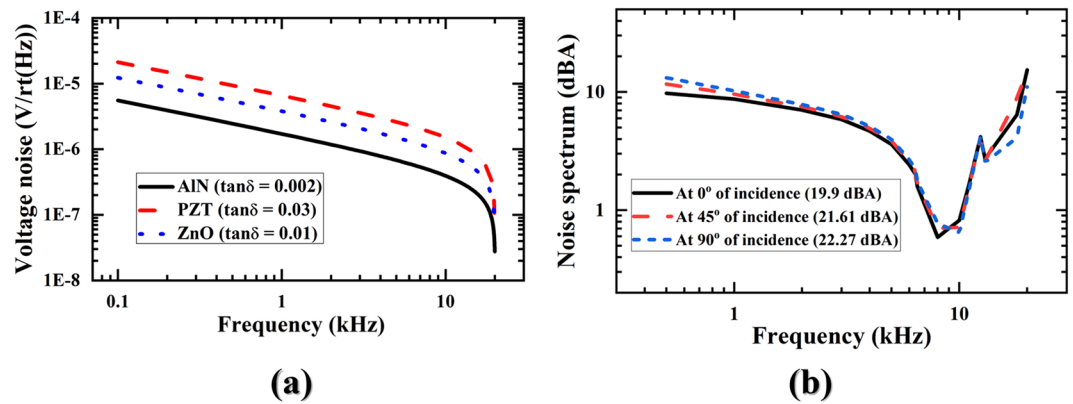 1E-4
1E-5
1E-6
1E-7
1E-8
Voltage noise (V/rt(Hz))
AlN (tanδ = 0.002)
PZT (tanδ = 0.03)
ZnO (tanδ = 0.01)
0.1
1
10
Frequency (kHz)
(a)
10
1
Noise spectrum (dBA)
At 0º of incidence (19.9 dBA)
At 45º of incidence (21.61 dBA)
At 90º of incidence (22.27 dBA)
1
10
Frequency (kHz)
(b)